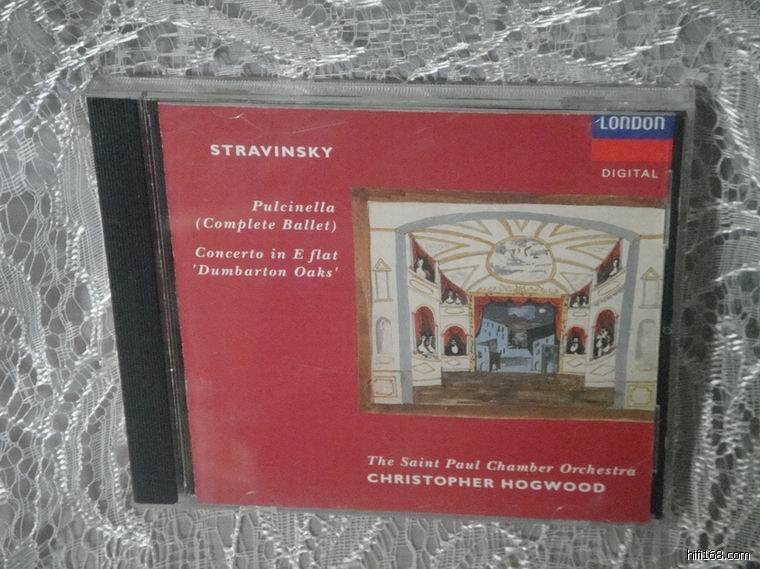 LONDON
DIGITAL
STRAVINSKY
Pulcinella
(Complete Ballet)
Concerto in E flat
'Dumbarton Oaks'
The Saint Paul Chamber Orchestra
CHRISTOPHER HOGWOOD
hifi168.com